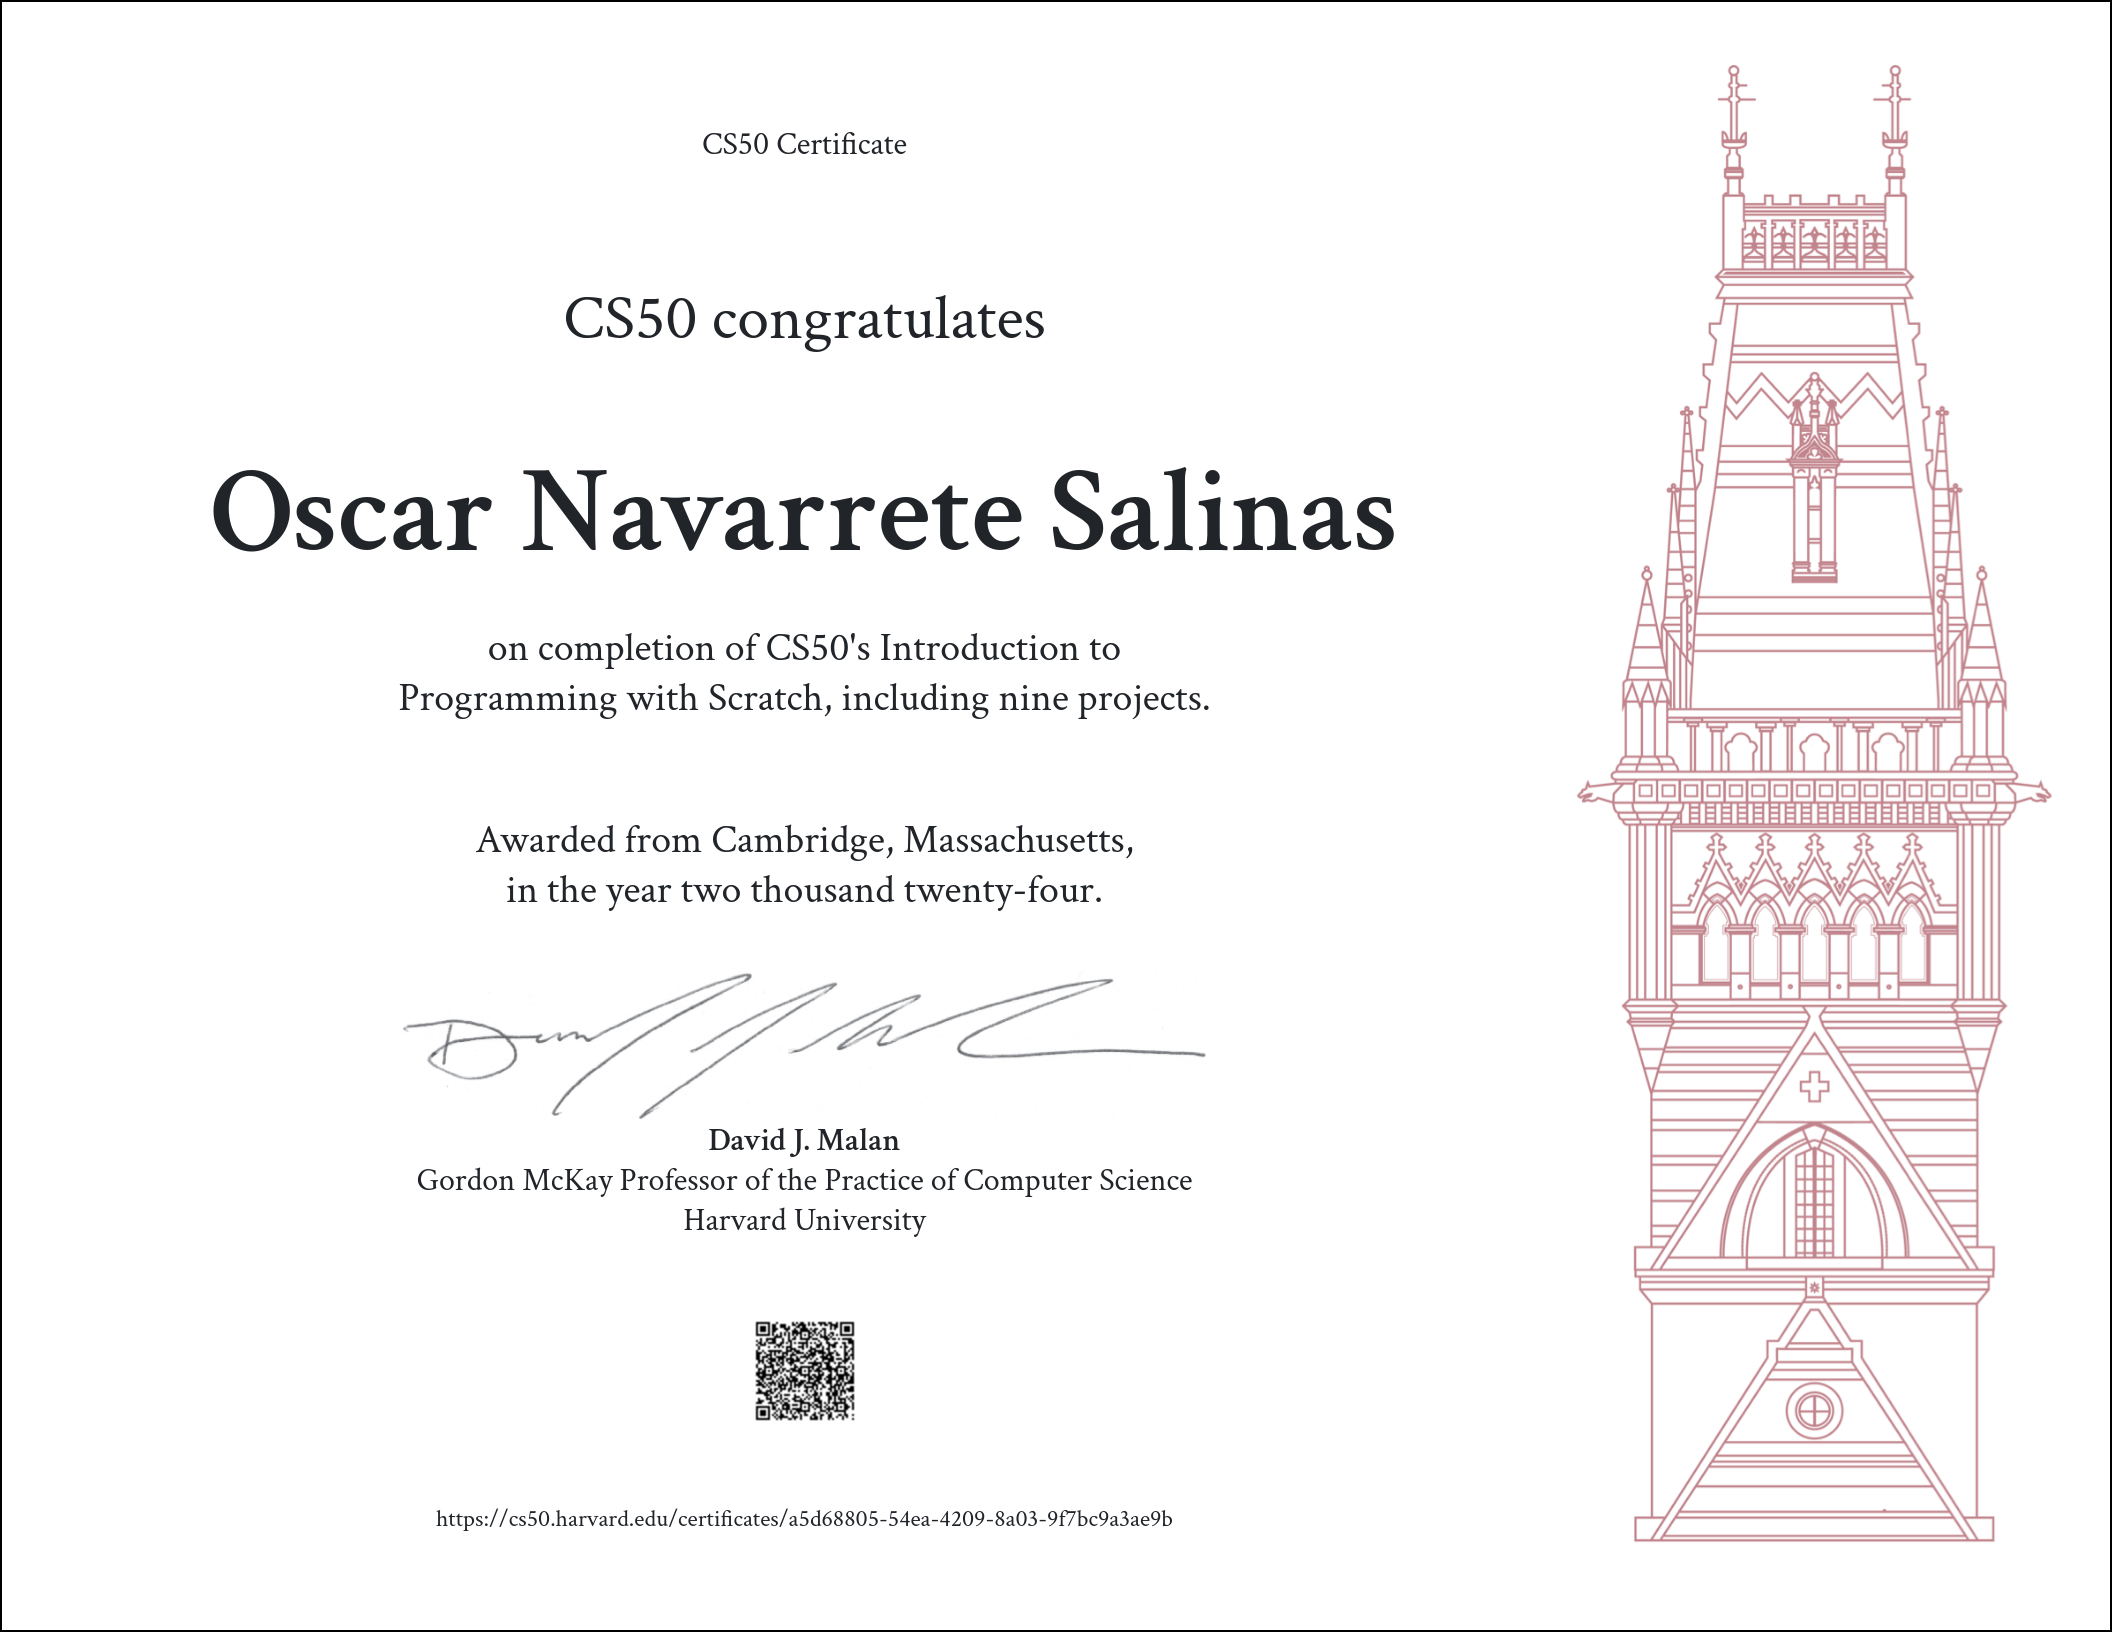 CS50 Certificate
CS50 congratulates
Oscar Navarrete Salinas
on completion of CS50's Introduction to
Programming with Scratch, including nine projects.
Awarded from Cambridge, Massachusetts,
in the year two thousand twenty-four.
David J. Malan
Gordon McKay Professor of the Practice of Computer Science
Harvard University
https://cs50.harvard.edu/certificates/a5d68805-54ea-4209-8a03-9f7bc9a3ae9b